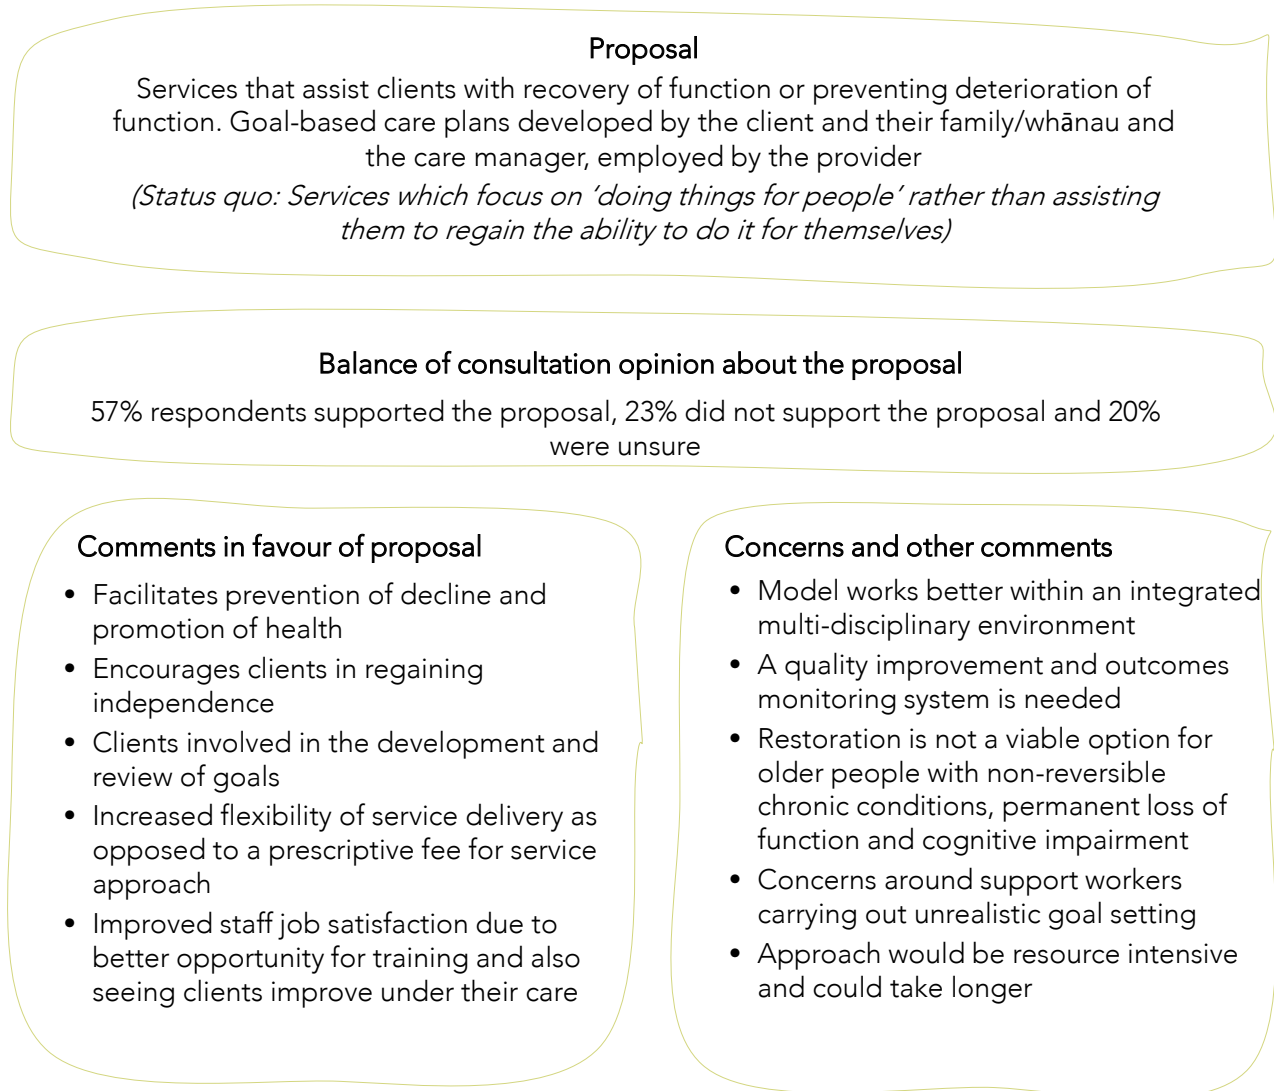 Proposal
Services that assist clients with recovery of function or preventing deterioration of
function. Goal-based care plans developed by the client and their family/whānau and
the care manager, employed by the provider
(Status quo: Services which focus on ‘doing things for people’ rather than assisting
them to regain the ability to do it for themselves)
Balance of consultation opinion about the proposal
57% respondents supported the proposal, 23% did not support the proposal and 20%
were unsure
Comments in favour of proposal
• Facilitates prevention of decline and
promotion of health
• Encourages clients in regaining
independence
• Clients involved in the development and
review of goals
• Increased flexibility of service delivery as
opposed to a prescriptive fee for service
approach
• Improved staff job satisfaction due to
better opportunity for training and also
seeing clients improve under their care
Concerns and other comments
• Model works better within an integrated
multi-disciplinary environment
• A quality improvement and outcomes
monitoring system is needed
• Restoration is not a viable option for
older people with non-reversible
chronic conditions, permanent loss of
function and cognitive impairment
• Concerns around support workers
carrying out unrealistic goal setting
• Approach would be resource intensive
and could take longer